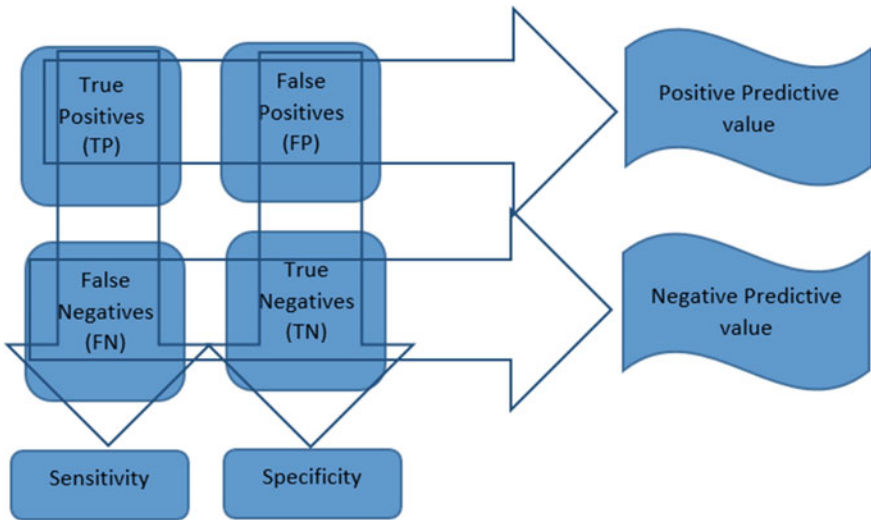 True
Positives
(TP)
False
Positives
(FP)
Positive Predictive
value
False
Negatives
(FN)
True
Negatives
(TN)
Negative Predictive
value
Sensitivity
Specificity